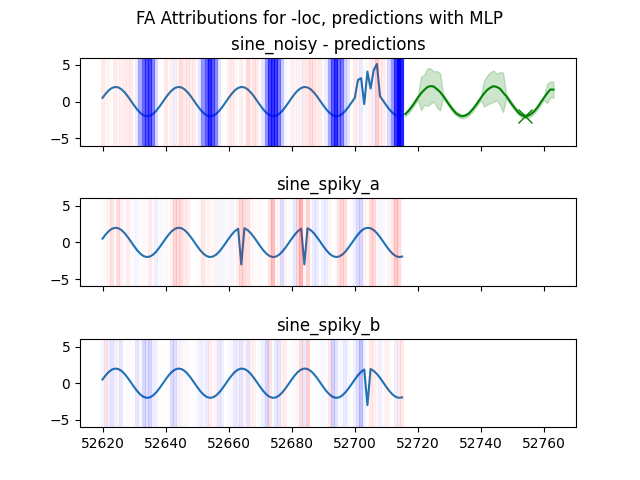 FA Attributions for -loc, predictions with MLP
sine_noisy - predictions
5
0
−5
sine_spiky_a
5
0
−5
sine_spiky_b
5
0
−5
52620 52640 52660 52680 52700 52720 52740 52760